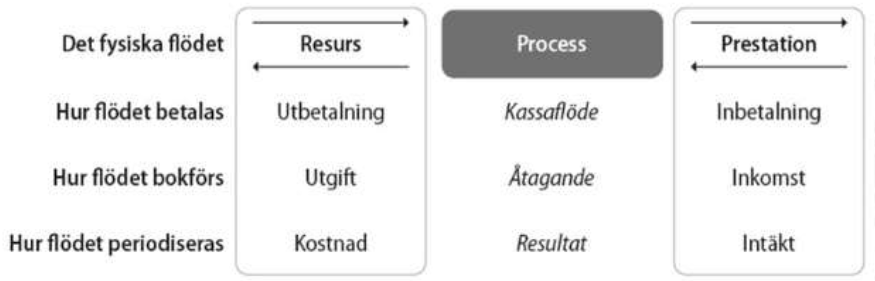 Det fysiska flödet Resurs Process Prestation
Hur flödet betalas Utbetalning Kassaflöde Inbetalning
Hur flödet bokförs Utgift Åtagande Inkomst
Hur flödet periodiseras Kostnad Resultat Intäkt